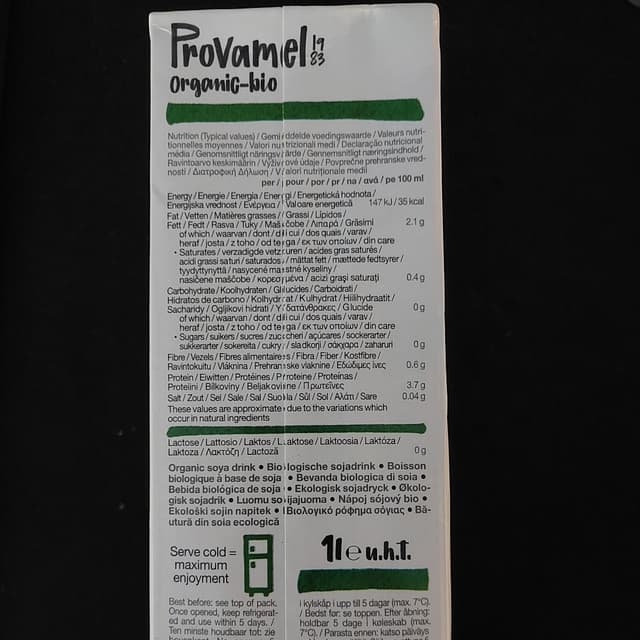 Provamel 19 83
organic-bio
Nutrition (Typical values) / Gemiddelde voedingswaarde / Valeurs nutri-
tionnelles moyennes / Valori nutrizionali medi / Declaração nutricional
média / Genomsnittligt näringsvärde / Gennemsnitligt næringsindhold /
Ravintoarvo keskimäärin / Výživové údaje / Povprečne prehranske vred-
nosti / Διατροφική Δήλωση / Valori nutriționale medii
per / pour / por / pr / na / ανά / pe 100 ml
Energy / Energie / Energia / Energi / Energetická hodnota /
Energijska vrednost / Ενέργεια / Valoare energetică 147 kJ / 35 kcal
Fat / Vetten / Matières grasses / Grassi / Lípidos /
Fett / Fedt / Rasva / Tuky / Maščobe / Λιπαρά / Grăsimi 2.1 g
of which / waarvan / dont / di cui / dos quais / varav /
heraf / josta / z toho / od tega / εκ των οποίων / din care
• Saturates / verzadigde vetzuren / acides gras saturés /
acidi grassi saturi / saturados / mättat fett / mættede fedtsyrer /
tyydyttynyttä / nasycené mastné kyseliny /
nasičene maščobe / κορεσμένα / acizi grași saturați 0.4 g
Carbohydrate / Koolhydraten / Glucides / Carboidrati /
Hidratos de carbono / Kolhydrat / Kulhydrat / Hiilihydraatit /
Sacharidy / Ogljikovi hidrati / Υδατάνθρακες / Glucide 0 g
of which / waarvan / dont / di cui / dos quais / varav /
heraf / josta / z toho / od tega / εκ των οποίων / din care
• Sugars / suikers / sucres / zuccheri / açúcares / sockerarter /
sukkerarter / sokereita / cukry / sladkorji / σάκχαρα / zaharuri 0 g
Fibre / Vezels / Fibres alimentaires / Fibra / Fiber / Kostfibre /
Ravintokuitu / Vláknina / Prehranske vlaknine / Εδώδιμες ίνες 0.6 g
Protein / Eiwitten / Protéines / Proteine / Proteínas /
Proteiini / Bílkoviny / Beljakovine / Πρωτεΐνες 3.7 g
Salt / Zout / Sel / Sale / Sal / Suola / Sůl / Sol / Αλάτι / Sare 0.04 g
These values are approximate due to the variations which
occur in natural ingredients
Lactose / Lattosio / Laktos / Laktose / Laktoosia / Laktóza /
Laktoza / Λακτόζη / Lactoză 0 g
Organic soya drink • Biologische sojadrink • Boisson
biologique à base de soja • Bevanda biologica di soia •
Bebida biológica de soja • Ekologisk sojadryck • Økolo-
gisk sojadrik • Luomu soijajuoma • Nápoj sójový bio •
Ekološki sojin napitek • Βιολογικό ρόφημα σόγιας • Bă-
utură din soia ecologică
Serve cold =
maximum
enjoyment
1l e u.h.t.
Best before: see top of pack.
Once opened, keep refrigerat-
ed and use within 5 days. /
Ten minste houdbaar tot: zie
i kylskåp i upp till 5 dagar (max. 7°C).
/ Bedst før: se toppen. Efter åbning:
holdbar 5 dage i køleskab (max.
7°C). / Parasta ennen: katso päiväys